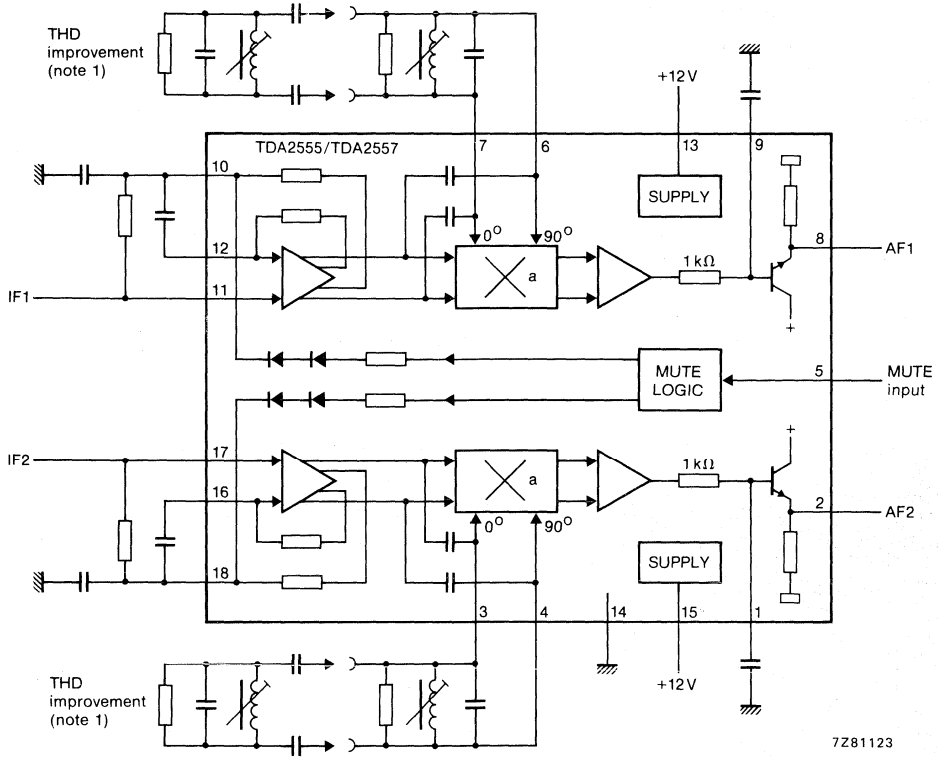 THD
improvement
(note 1)
+12V
TDA2555/TDA2557
7
6
13
9
10
SUPPLY
12
0°
90°
8
AF1
a
1 kΩ
IF1
11
+
MUTE
LOGIC
5
MUTE
input
IF2
17
+
a
1 kΩ
16
2
AF2
0°
90°
SUPPLY
18
3
4
14
15
1
THD
improvement
(note 1)
+12V
7Z81123